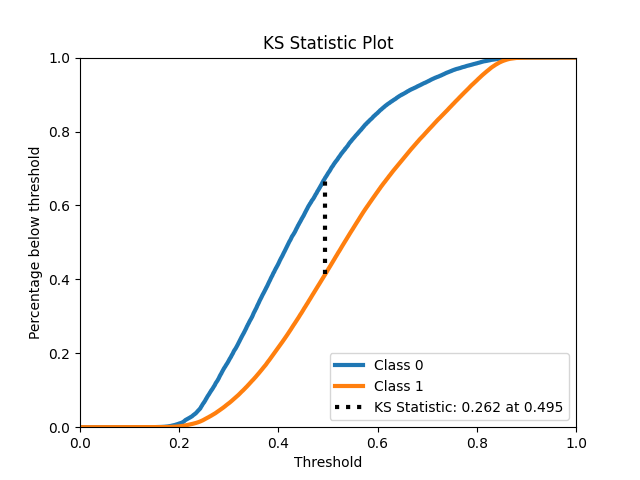 KS Statistic Plot
Percentage below threshold
1.0
0.8
0.6
0.4
0.2
0.0
0.0 0.2 0.4 0.6 0.8 1.0
Threshold
Class 0
Class 1
KS Statistic: 0.262 at 0.495